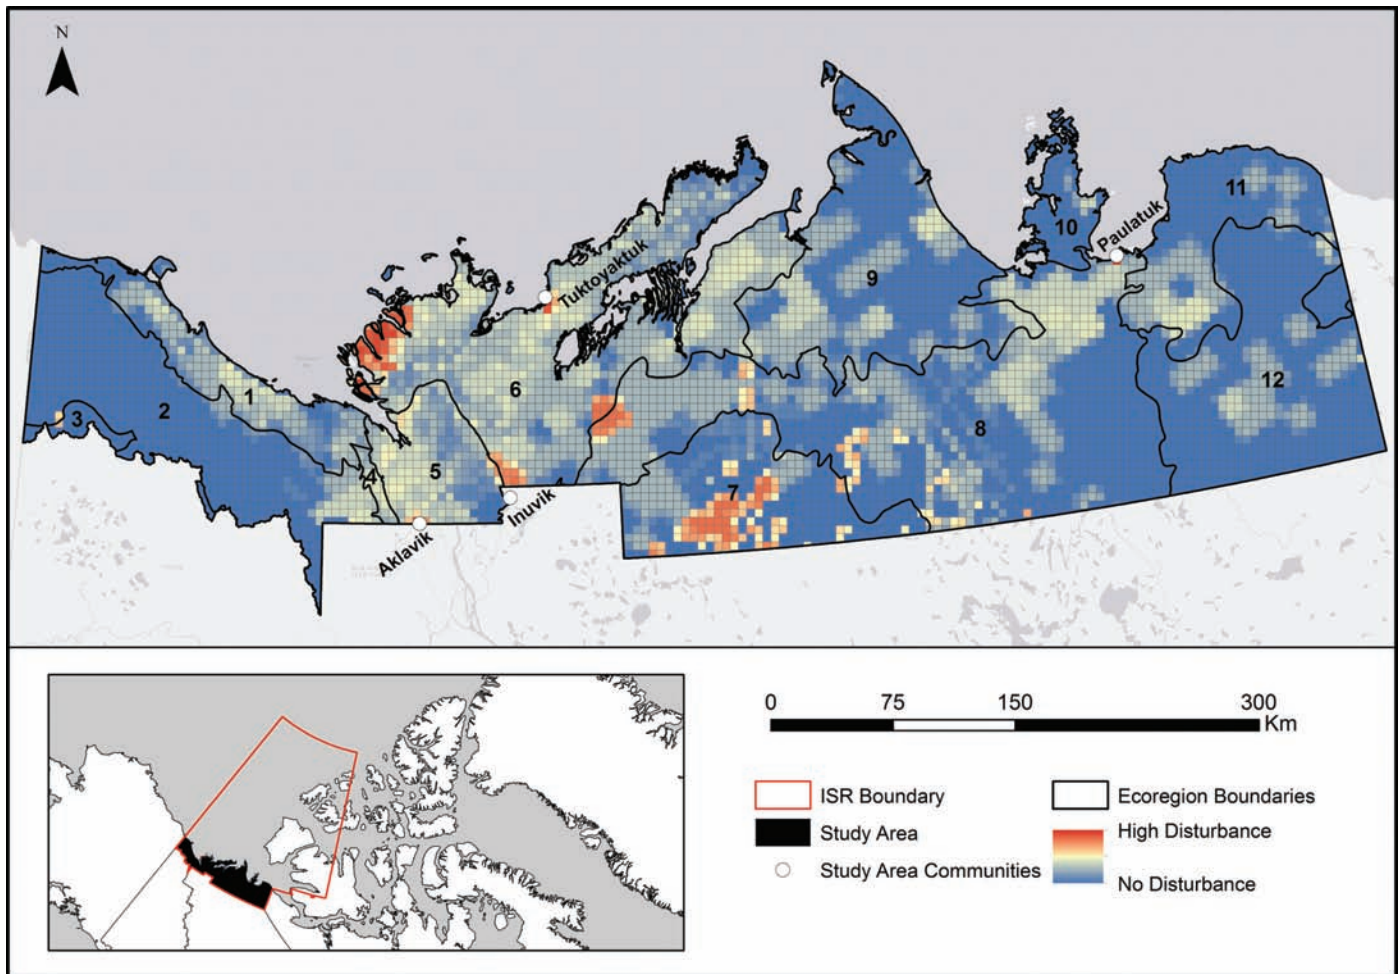 N
11
10
Paulatuk
Tuktoyaktuk
9
6
1
12
2
3
8
5
4
7
Inuvik
Aklavik
0 75 150 300
Km
ISR Boundary
Study Area
Study Area Communities
Ecoregion Boundaries
High Disturbance
No Disturbance